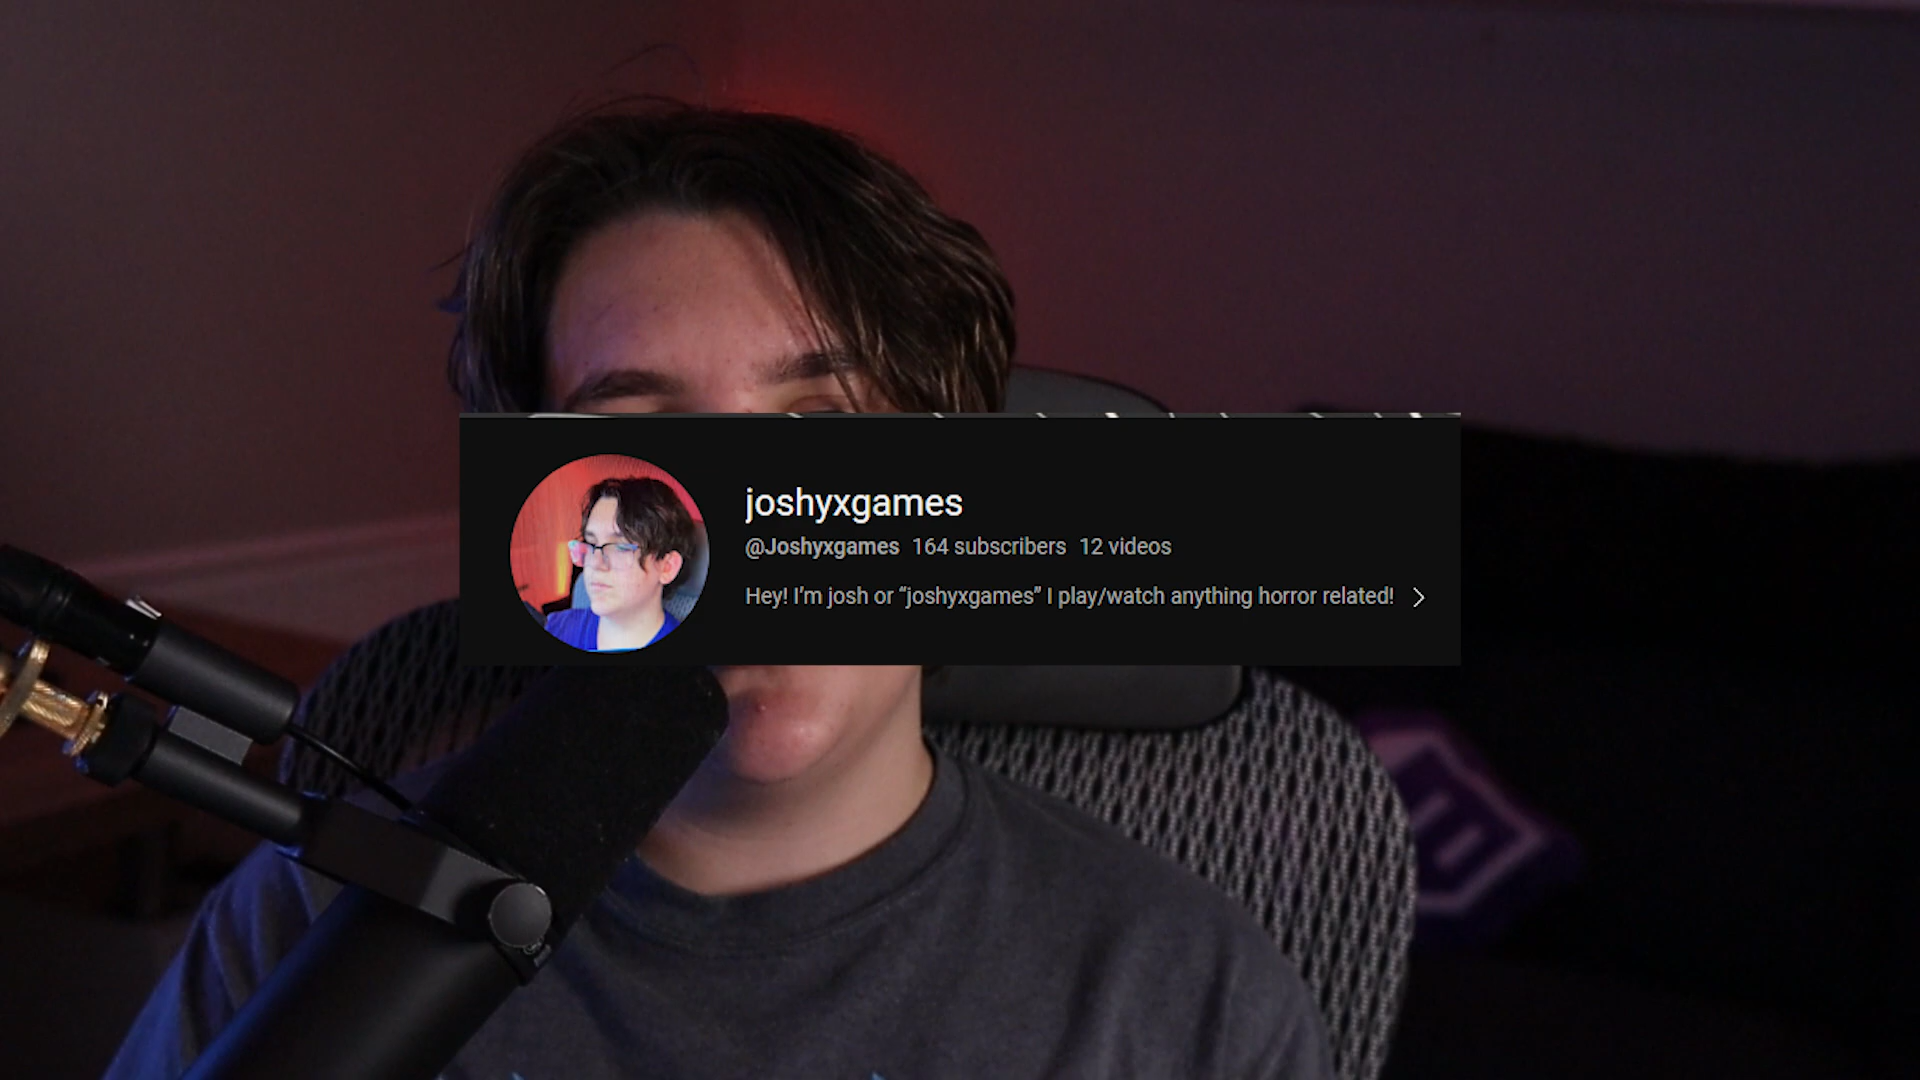 joshyxgames
@Joshyxgames 164 subscribers 12 videos
Hey! I’m josh or “joshyxgames” I play/watch anything horror related!